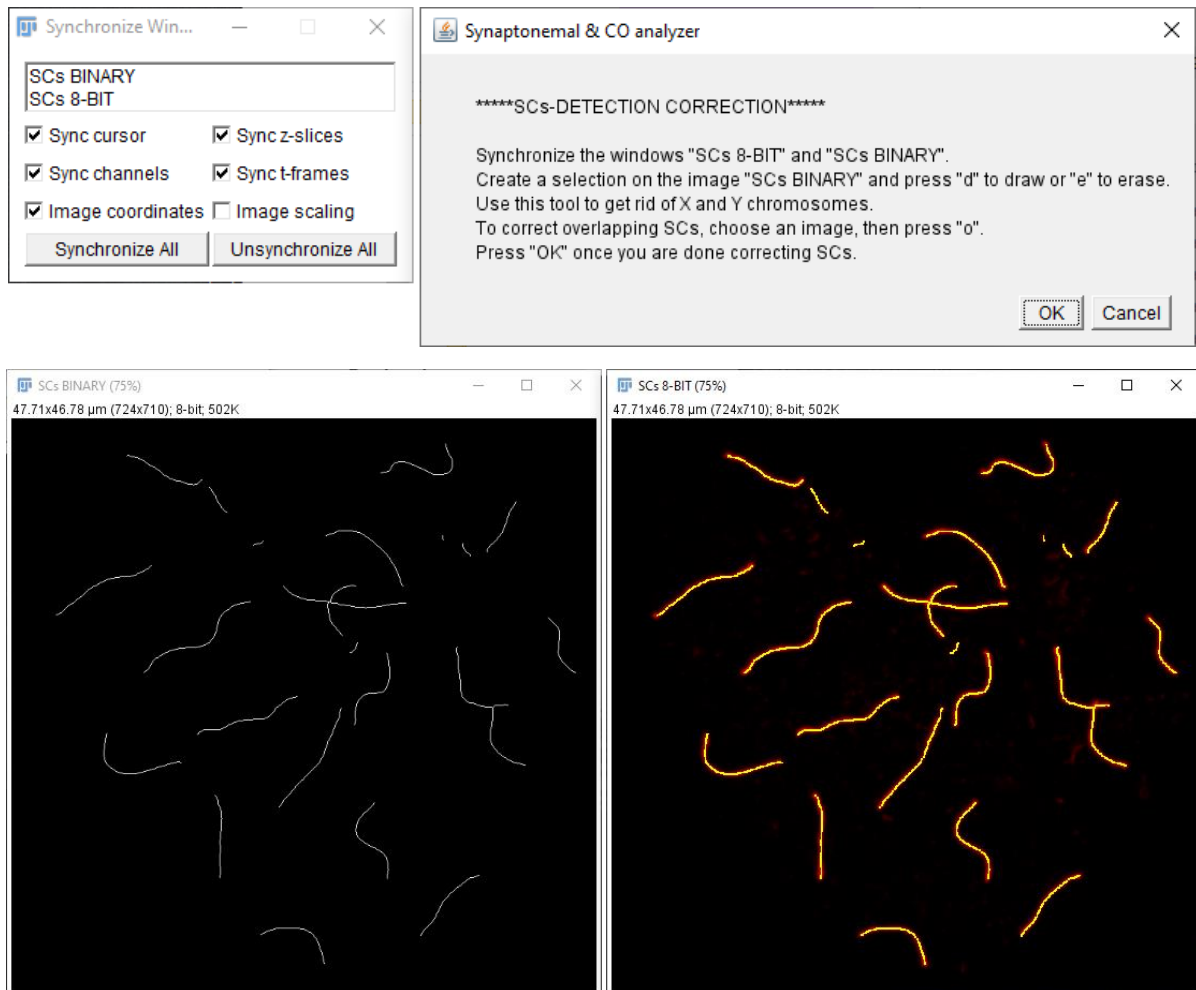 Synchronize Win...
SCs BINARY
SCs 8-BIT
Sync cursor
Sync z-slices
Sync channels
Sync t-frames
Image coordinates
Image scaling
Synchronize All
Unsynchronize All
Synaptonemal & CO analyzer
*****SCs-DETECTION CORRECTION*****
Synchronize the windows "SCs 8-BIT" and "SCs BINARY".
Create a selection on the image "SCs BINARY" and press "d" to draw or "e" to erase.
Use this tool to get rid of X and Y chromosomes.
To correct overlapping SCs, choose an image, then press "o".
Press "OK" once you are done correcting SCs.
OK
Cancel
SCs BINARY (75%)
47.71x46.78 µm (724x710); 8-bit; 502K
SCs 8-BIT (75%)
47.71x46.78 µm (724x710); 8-bit; 502K